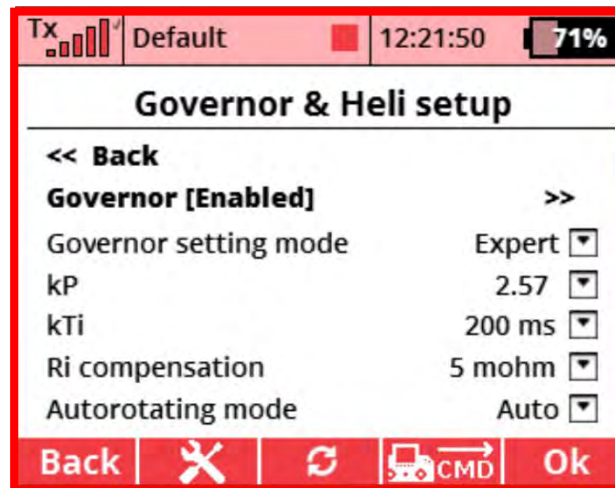 Tx Default 12:21:50 71%
Governor & Heli setup
<< Back
Governor [Enabled] >>
Governor setting mode Expert
kP 2.57
kTi 200 ms
Ri compensation 5 mohm
Autorotating mode Auto
Back CMD Ok